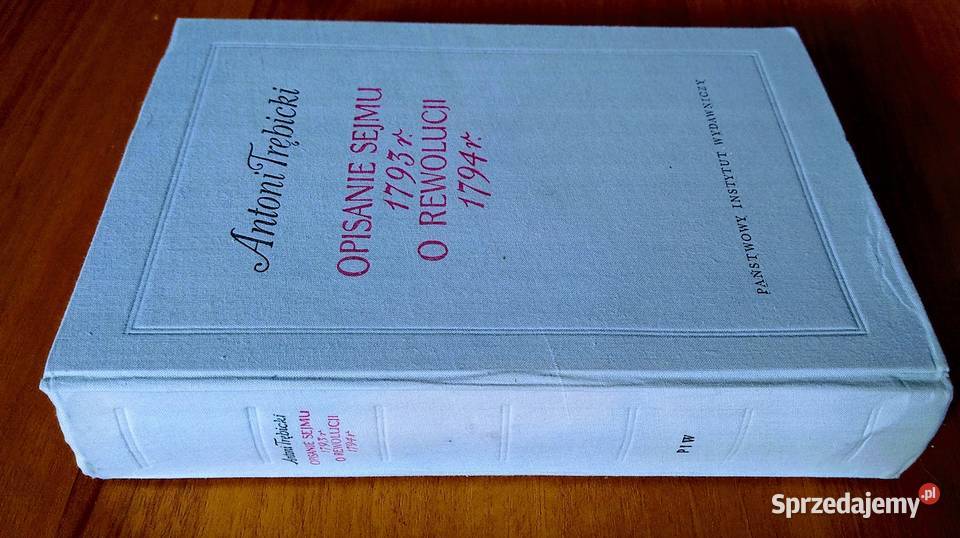 Antoni Trębicki
OPISANIE SEJMU
1793 r.
O REWOLUCJI
1794 r.
PAŃSTWOWY INSTYTUT WYDAWNICZY
Antoni Trębicki
OPISANIE SEJMU
1793 r.
O REWOLUCJI
1794 r.
PIW
Sprzedajemy.pl